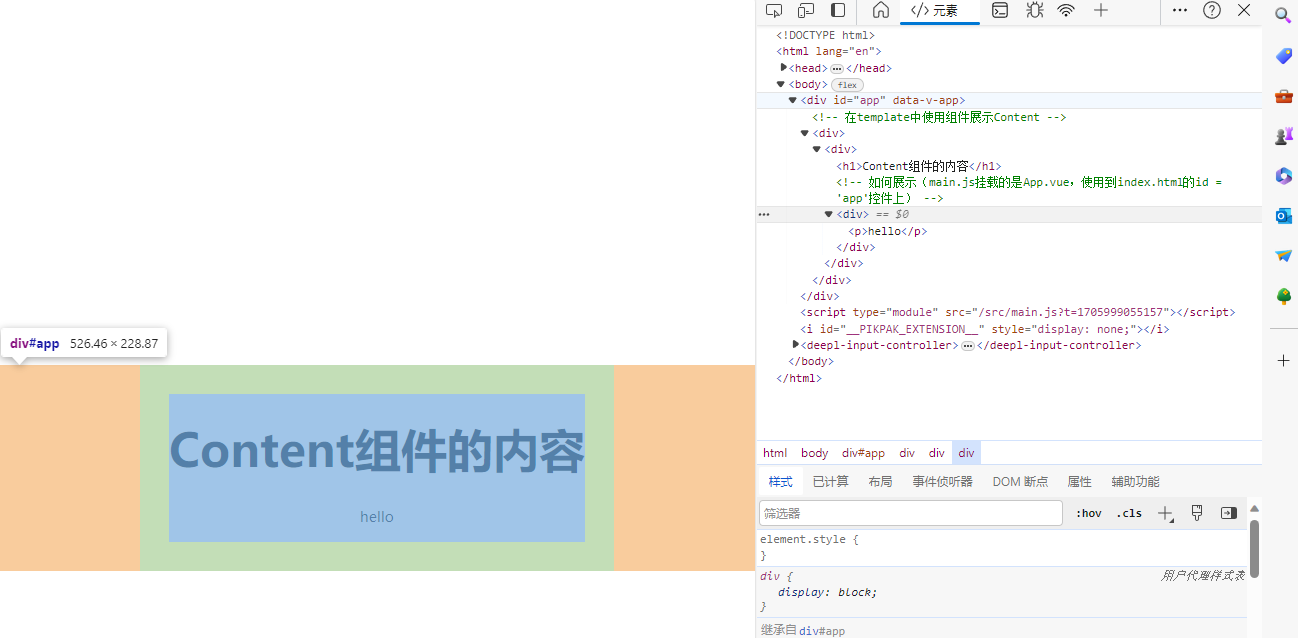 </> 元素
<!DOCTYPE html>
<html lang="en">
<head> ••• </head>
<body> flex
<div id="app" data-v-app>
<!-- 在template中使用组件展示Content -->
<div>
<div>
<h1>Content组件的内容</h1>
<!-- 如何展示（main.js挂载的是App.vue，使用到index.html的id =
'app'控件上） -->
••• <div> == $0
<p>hello</p>
</div>
</div>
</div>
</div>
<script type="module" src="/src/main.js?t=1705999055157"></script>
<i id="__PIKPAK_EXTENSION__" style="display: none;"></i>
<deepl-input-controller> ••• </deepl-input-controller>
</body>
</html>
div#app 526.46 × 228.87
Content组件的内容
hello
html body div#app div div div
样式 已计算 布局 事件侦听器 DOM 断点 属性 辅助功能
筛选器 :hov .cls
element.style {
}
div { 用户代理样式表
display: block;
}
继承自 div#app